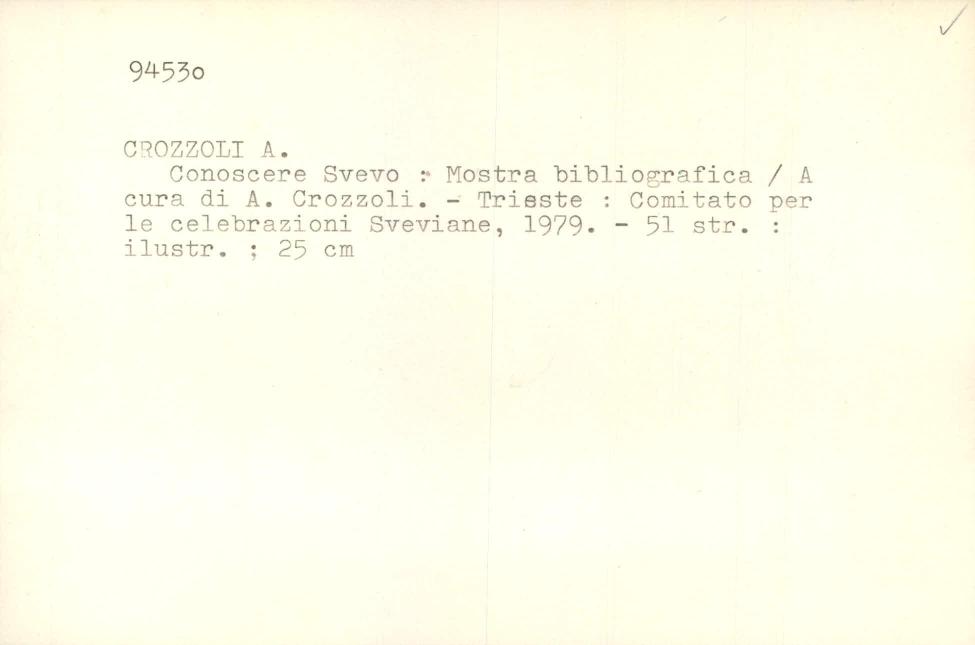 94530
CROZZOLI A.
Conoscere Svevo : Mostra bibliografica / A
cura di A. Crozzoli. - Trieste : Comitato per
le celebrazioni Sveviane, 1979. - 51 str. :
ilustr. ; 25 cm